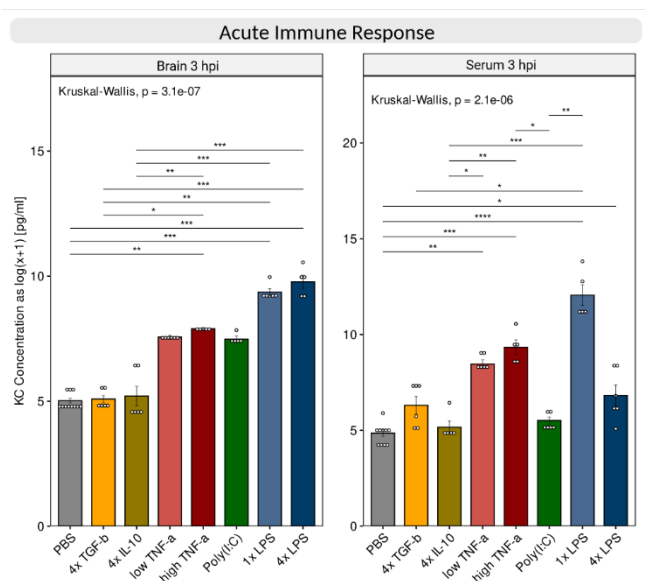 Acute Immune Response
Brain 3 hpi
Kruskal-Wallis, p = 3.1e-07
***
***
**
***
**
*
***
***
**
KC Concentration as log(x+1) [pg/ml]
15
10
5
0
PBS
4x TGF-b
4x IL-10
low TNF-a
high TNF-a
Poly(I:C)
1x LPS
4x LPS
Serum 3 hpi
Kruskal-Wallis, p = 2.1e-06
**
*
***
**
*
*
*
****
***
**
20
15
10
5
0
PBS
4x TGF-b
4x IL-10
low TNF-a
high TNF-a
Poly(I:C)
1x LPS
4x LPS